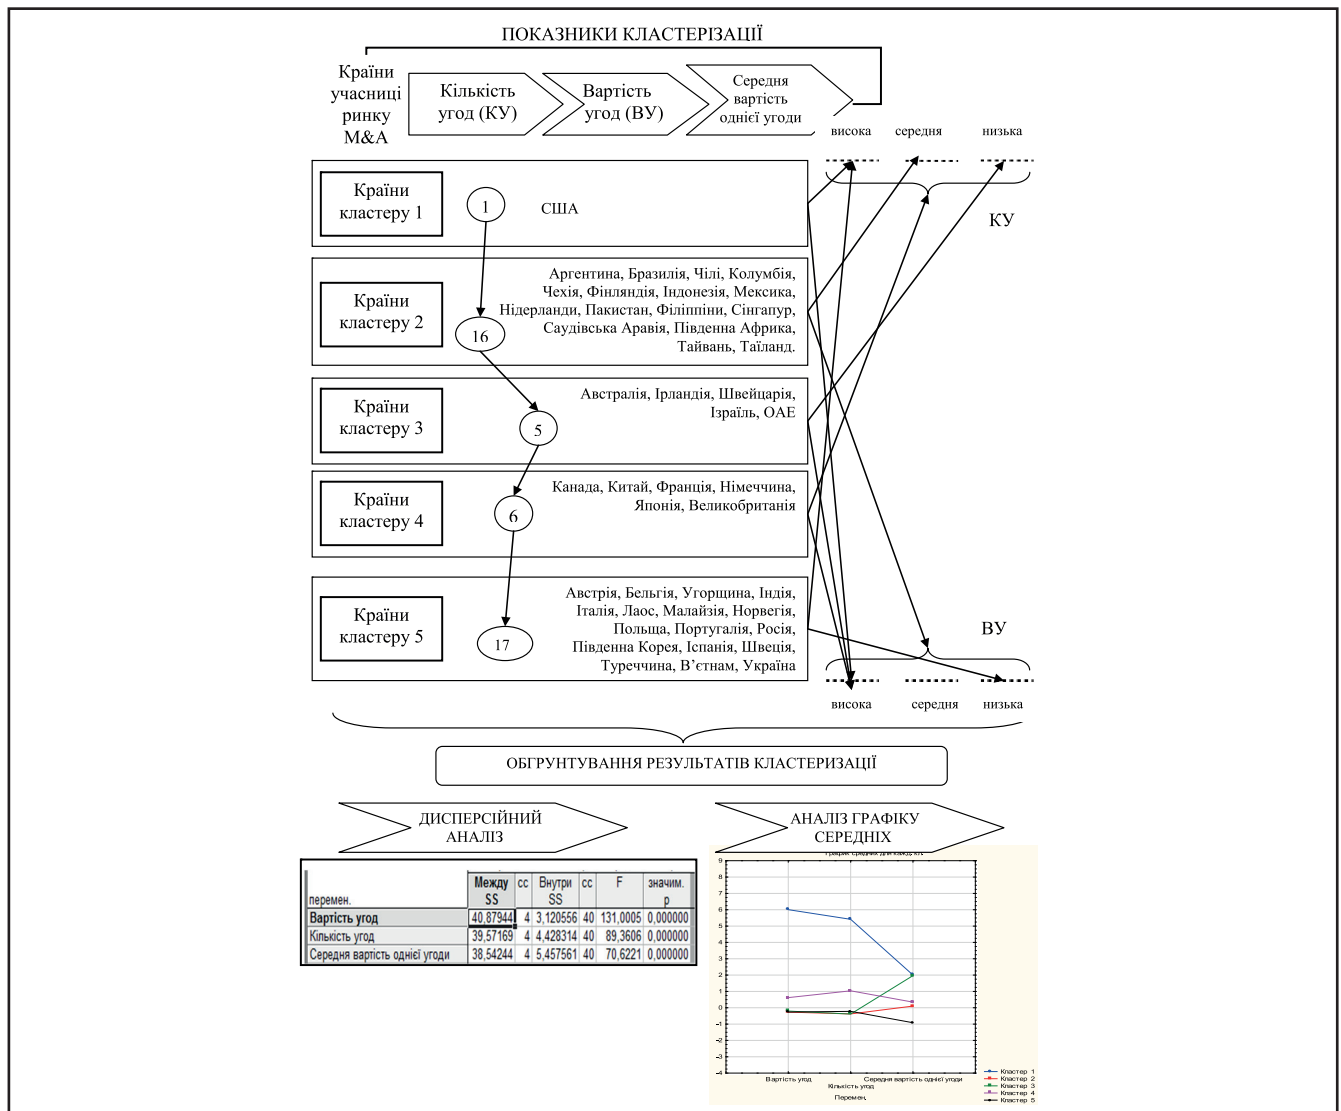 ПОКАЗНИКИ КЛАСТЕРІЗАЦІЇ
Країни
учасниці
ринку
M&A
Кількість
угод (КУ)
Вартість
угод (ВУ)
Середня
вартість
однієї угоди
висока
середня
низька
КУ
Країни
кластеру 1
1
США
Країни
кластеру 2
16
Аргентина, Бразилія, Чілі, Колумбія,
Чехія, Фінляндія, Індонезія, Мексика,
Нідерланди, Пакистан, Філіппіни, Сінгапур,
Саудівська Аравія, Південна Африка,
Тайвань, Таїланд.
Країни
кластеру 3
5
Австралія, Ірландія, Швейцарія,
Ізраїль, ОАЕ
Країни
кластеру 4
6
Канада, Китай, Франція, Німеччина,
Японія, Великобританія
Країни
кластеру 5
17
Австрія, Бельгія, Угорщина, Індія,
Італія, Лаос, Малайзія, Норвегія,
Польща, Португалія, Росія,
Південна Корея, Іспанія, Швеція,
Туреччина, В’єтнам, Україна
ВУ
висока
середня
низька
ОБГРУНТУВАННЯ РЕЗУЛЬТАТІВ КЛАСТЕРИЗАЦІЇ
ДИСПЕРСІЙНИЙ
АНАЛІЗ
АНАЛІЗ ГРАФІКУ
СЕРЕДНІХ
перемен. Между SS сс Внутри SS сс F значим. p
Вартість угод 40,87944 4 3,120556 40 131,0005 0,000000
Кількість угод 39,57169 4 4,428314 40 89,3606 0,000000
Середня вартість однієї угоди 38,54244 4 5,457561 40 70,6221 0,000000
9
8
7
6
5
4
3
2
1
0
-1
-2
-3
-4
Вартість угод
Кількість угод
Середня вартість однієї угоди
Перемен.
Кластер 1
Кластер 2
Кластер 3
Кластер 4
Кластер 5